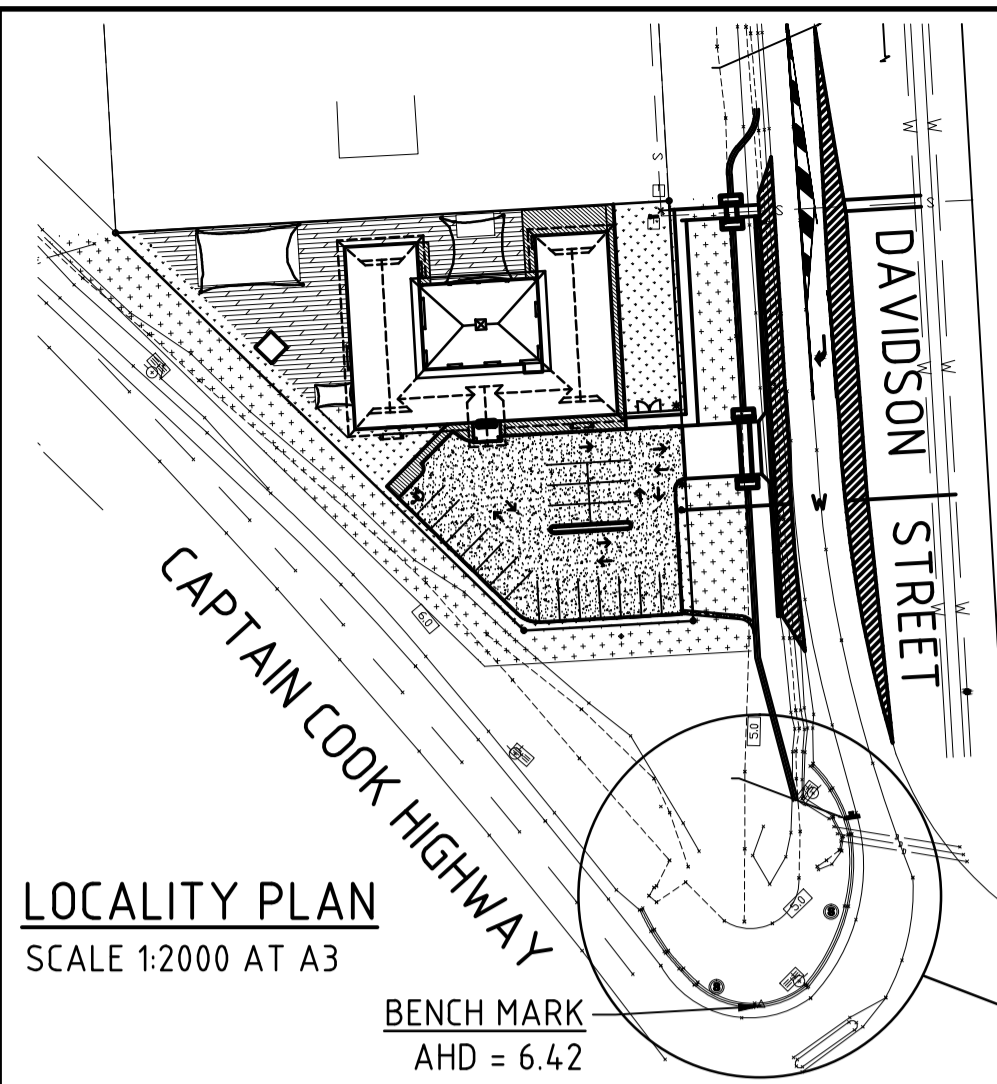 S
W W
S
S
E
S
DAVIDSON
W
W
STREET
W W
6.0
CAPTAIN COOK HIGHWAY
5.0
5.0
LOCALITY PLAN
SCALE 1:2000 AT A3
BENCH MARK
AHD = 6.42